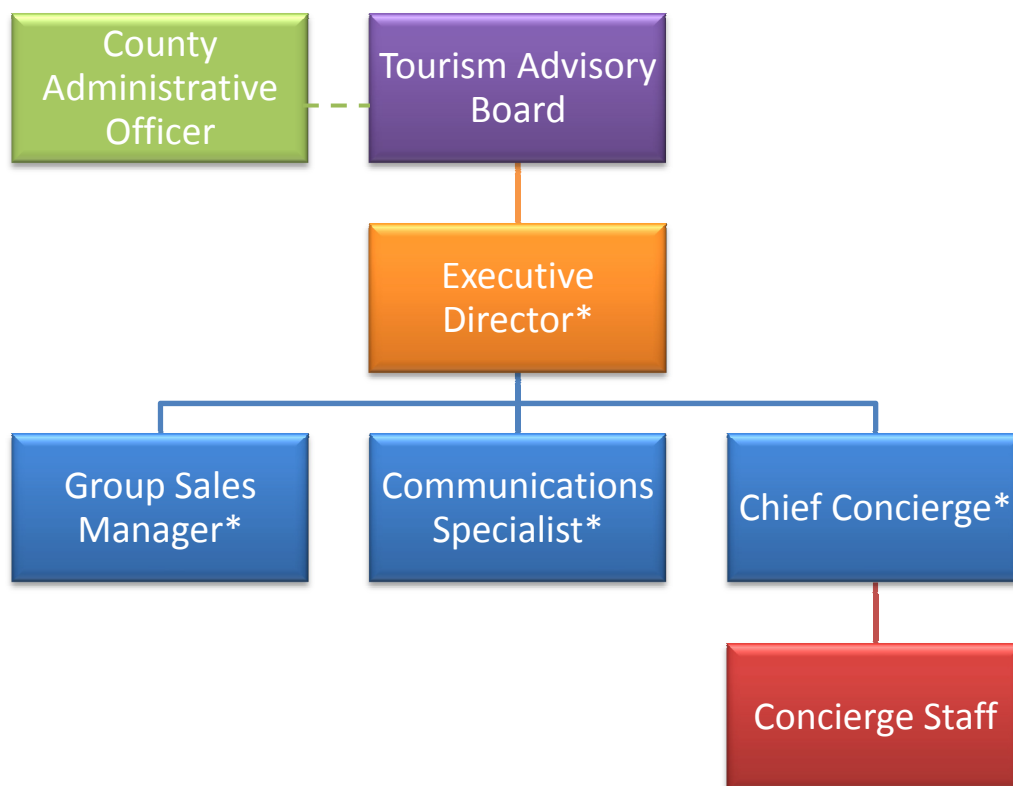 County
Administrative
Officer
Tourism Advisory
Board
Executive
Director*
Group Sales
Manager*
Communications
Specialist*
Chief Concierge*
Concierge Staff